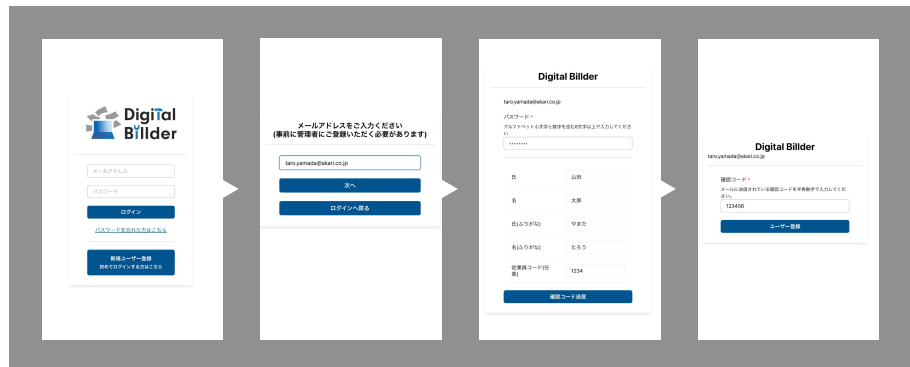 Digital
Billder
メールアドレス
パスワード
ログイン
パスワードを忘れた方はこちら
新規ユーザー登録
初めてログインする方はこちら
メールアドレスをご入力ください
(事前に管理者にご登録いただく必要があります)
taro.yamada@akari.co.jp
次へ
ログインへ戻る
Digital Billder
taro.yamada@akari.co.jp
パスワード *
アルファベット小文字と数字を含む8文字以上で入力してくださ
い
••••••••
氏 山田
名 太郎
氏(ふりがな) やまだ
名(ふりがな) たろう
従業員コード(任
意) 1234
確認コード送信
Digital Billder
taro.yamada@akari.co.jp
確認コード *
メールに送信されている確認コードを半角数字で入力してくだ
さい。
123456
ユーザー登録